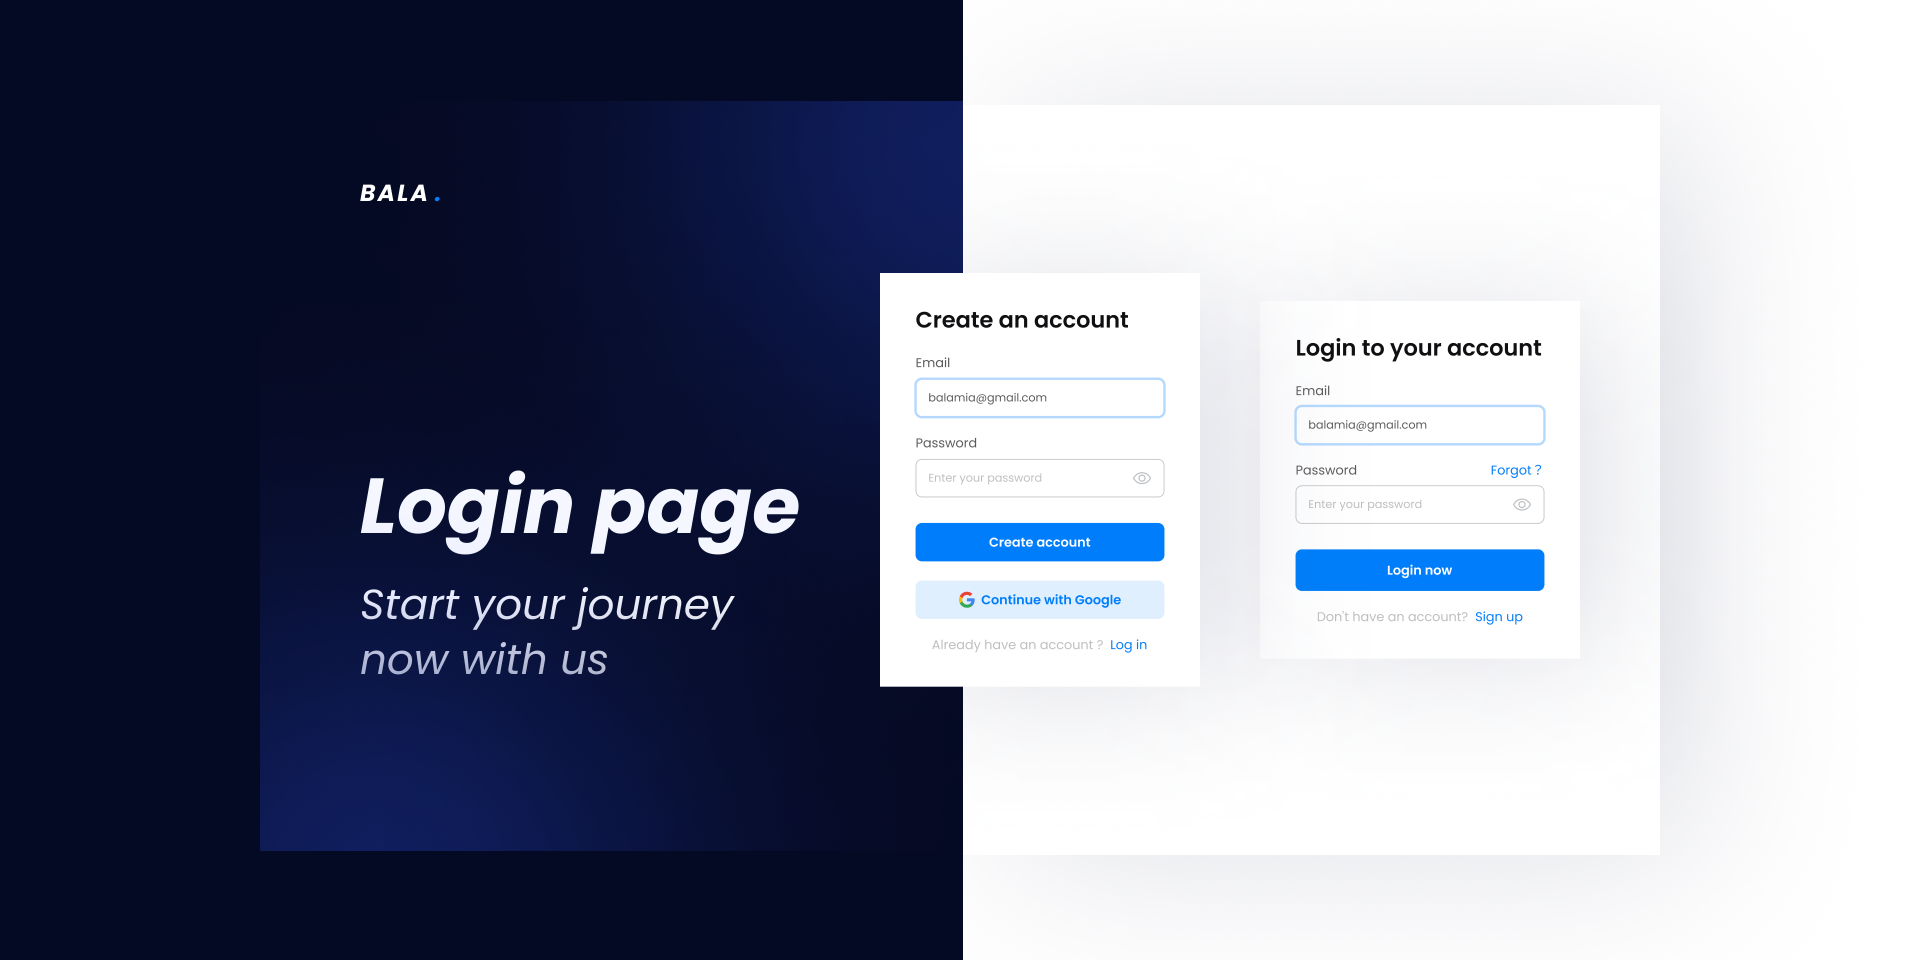 BALA.
Login page
Start your journey
now with us
Create an account
Email
balamia@gmail.com
Password
Enter your password
Create account
Continue with Google
Already have an account ? Log in
Login to your account
Email
balamia@gmail.com
Password Forgot ?
Enter your password
Login now
Don't have an account? Sign up